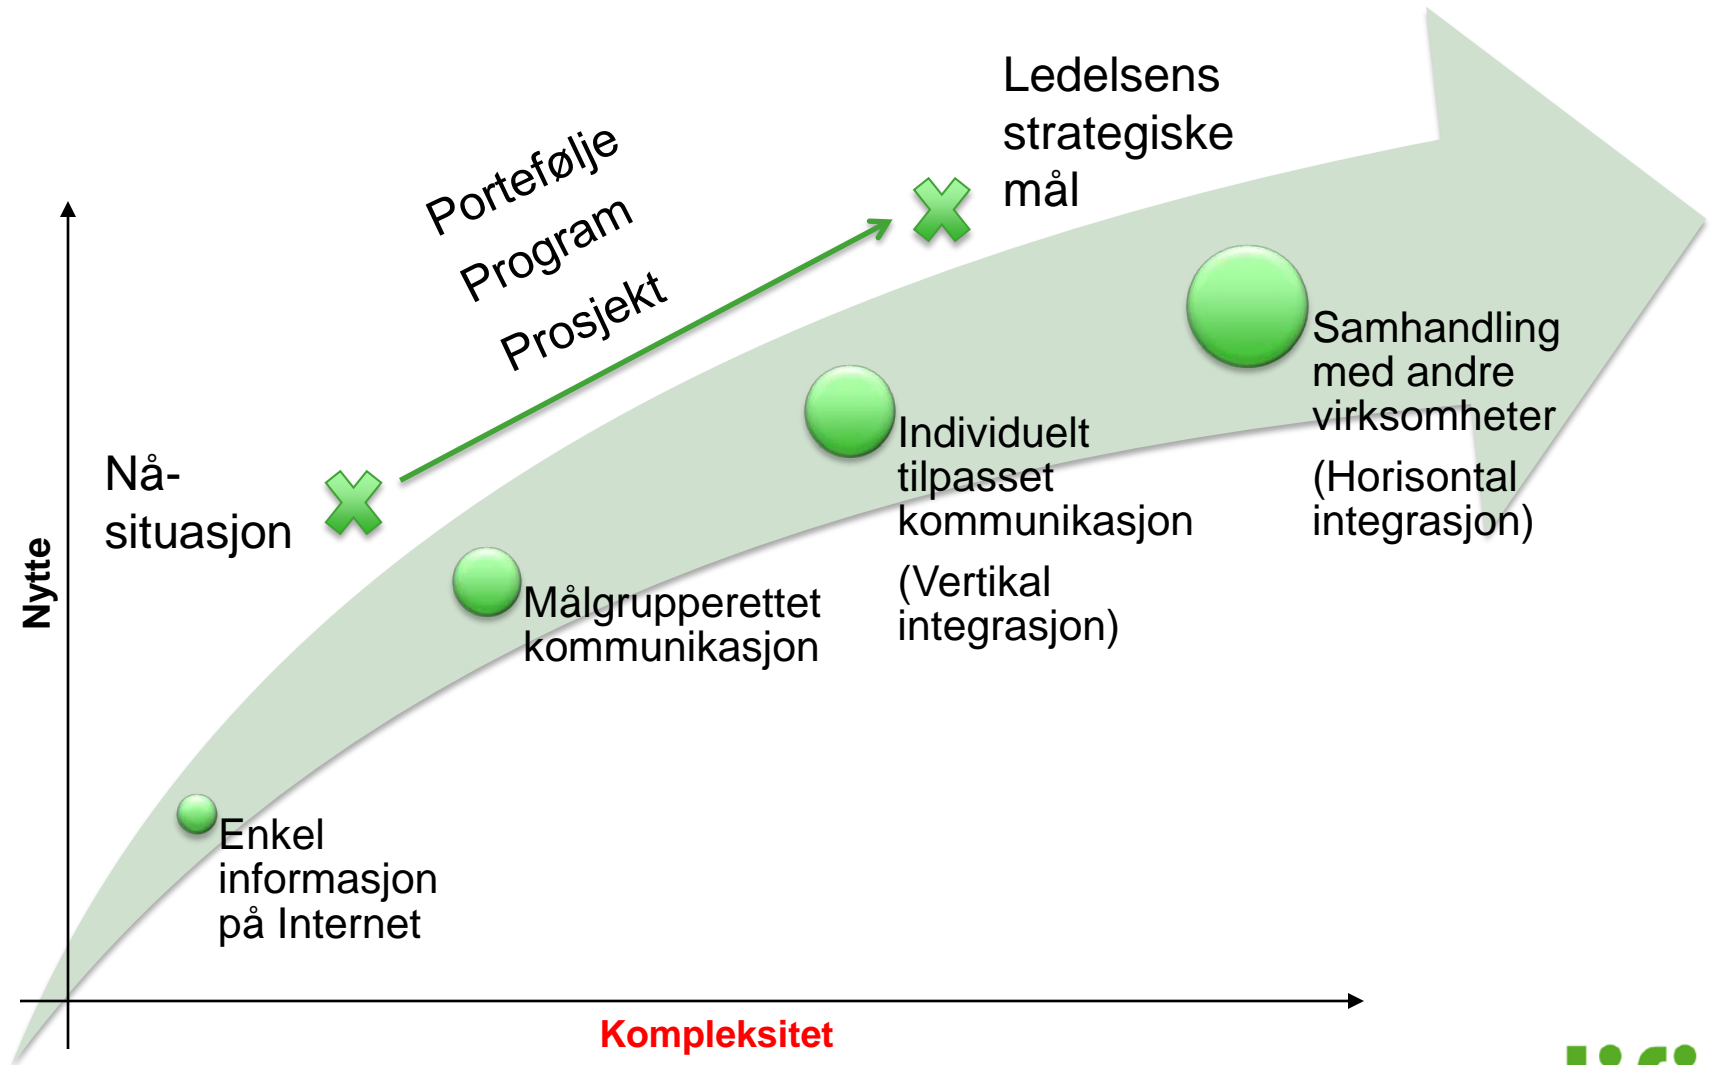 Ledelsens
strategiske
mål
Portefølje
Program
Prosjekt
Nå-
situasjon
Samhandling
med andre
virksomheter
(Horisontal
integrasjon)
Individuelt
tilpasset
kommunikasjon
(Vertikal
integrasjon)
Målgrupperettet
kommunikasjon
Enkel
informasjon
på Internet
Nytte
Kompleksitet